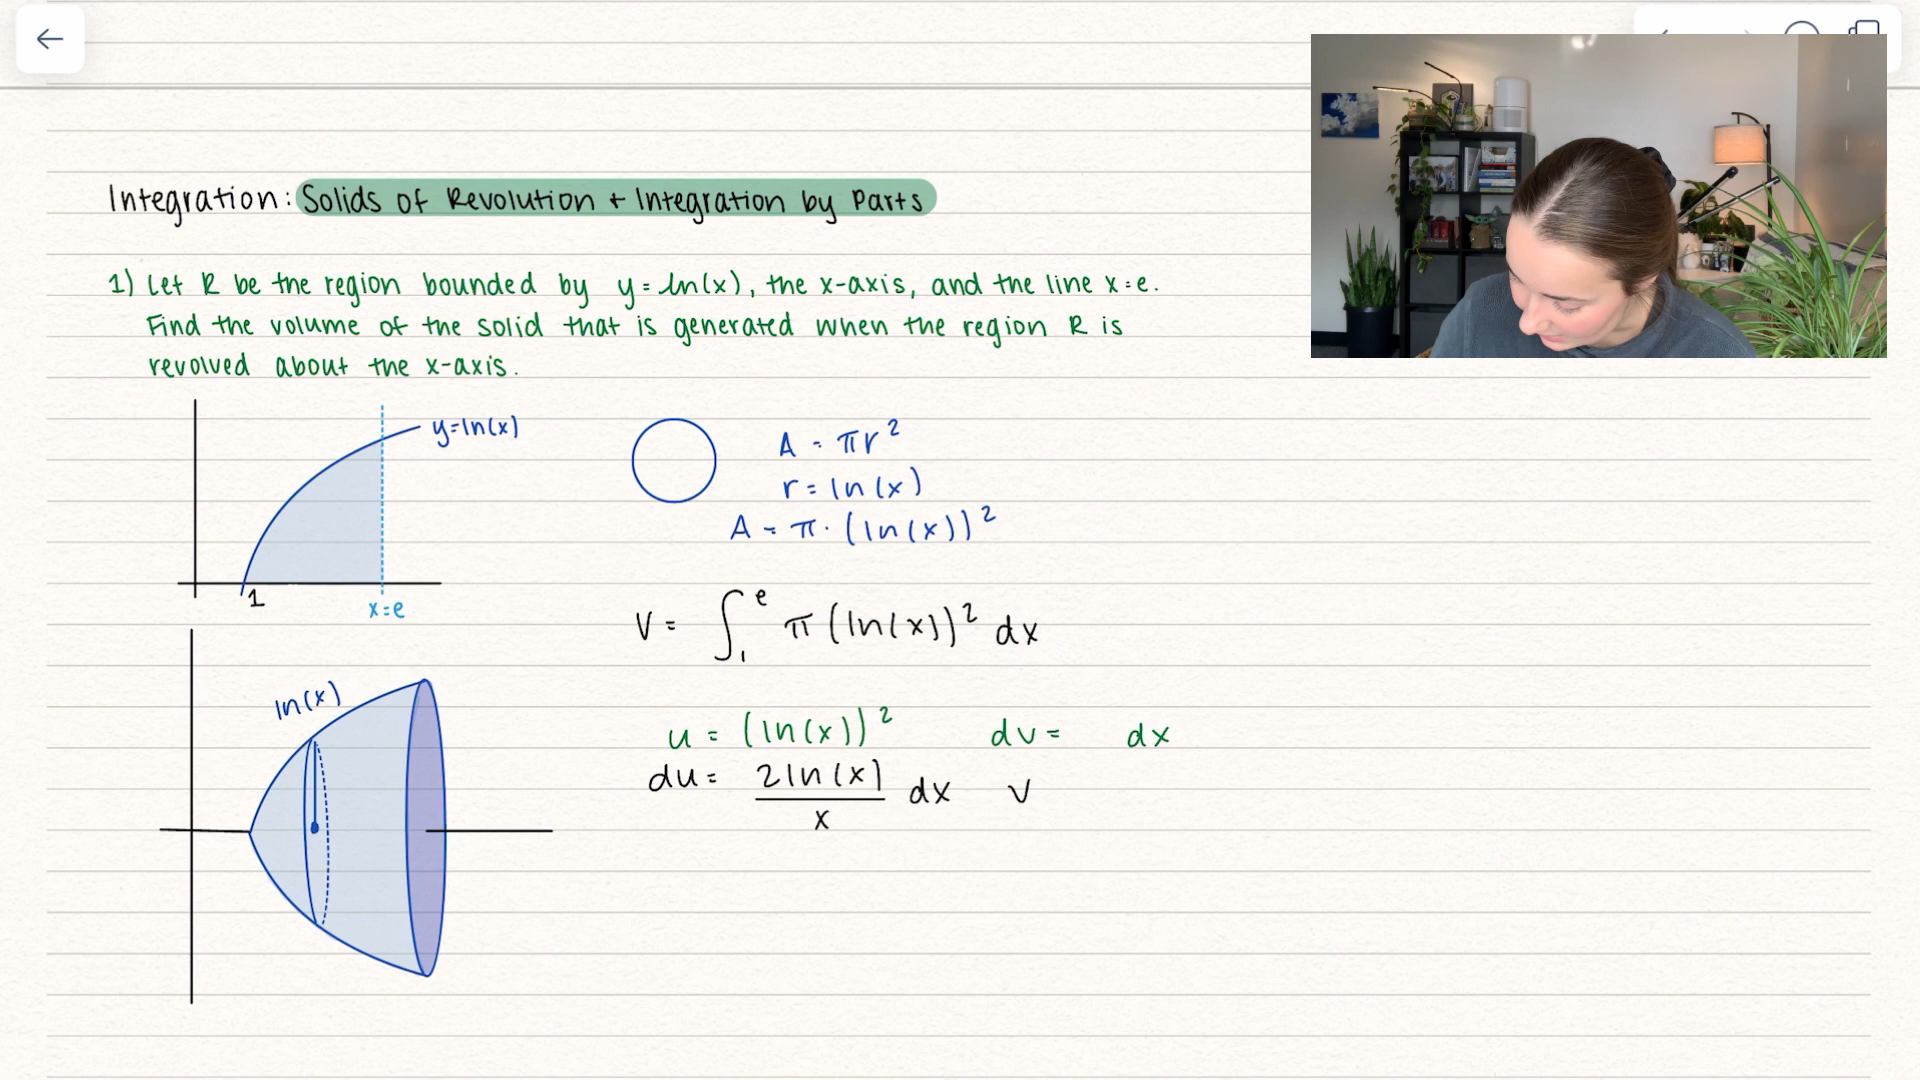 Integration: Solids of Revolution + Integration by Parts
1) Let R be the region bounded by y=ln(x), the x-axis, and the line x=e.
Find the volume of the solid that is generated when the region R is
revolved about the x-axis.
y=ln(x)
1
x=e
A = πr²
r = ln(x)
A = π·(ln(x))²
V = ∫₁ᵉ π(ln(x))² dx
ln(x)
u = (ln(x))² dv = dx
du = 2ln(x)/x dx v